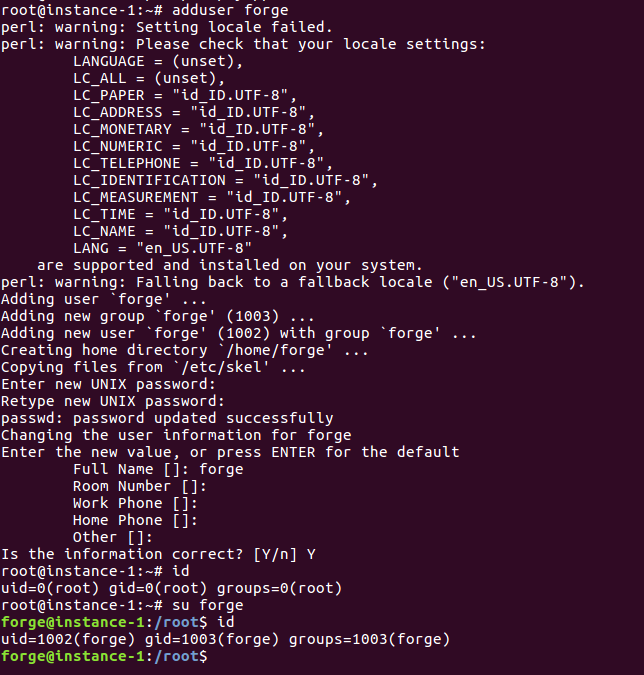 root@instance-1:~# adduser forge
perl: warning: Setting locale failed.
perl: warning: Please check that your locale settings:
        LANGUAGE = (unset),
        LC_ALL = (unset),
        LC_PAPER = "id_ID.UTF-8",
        LC_ADDRESS = "id_ID.UTF-8",
        LC_MONETARY = "id_ID.UTF-8",
        LC_NUMERIC = "id_ID.UTF-8",
        LC_TELEPHONE = "id_ID.UTF-8",
        LC_IDENTIFICATION = "id_ID.UTF-8",
        LC_MEASUREMENT = "id_ID.UTF-8",
        LC_TIME = "id_ID.UTF-8",
        LC_NAME = "id_ID.UTF-8",
        LANG = "en_US.UTF-8"
    are supported and installed on your system.
perl: warning: Falling back to a fallback locale ("en_US.UTF-8").
Adding user `forge' ...
Adding new group `forge' (1003) ...
Adding new user `forge' (1002) with group `forge' ...
Creating home directory `/home/forge' ...
Copying files from `/etc/skel' ...
Enter new UNIX password:
Retype new UNIX password:
passwd: password updated successfully
Changing the user information for forge
Enter the new value, or press ENTER for the default
        Full Name []: forge
        Room Number []:
        Work Phone []:
        Home Phone []:
        Other []:
Is the information correct? [Y/n] Y
root@instance-1:~# id
uid=0(root) gid=0(root) groups=0(root)
root@instance-1:~# su forge
forge@instance-1:/root$ id
uid=1002(forge) gid=1003(forge) groups=1003(forge)
forge@instance-1:/root$